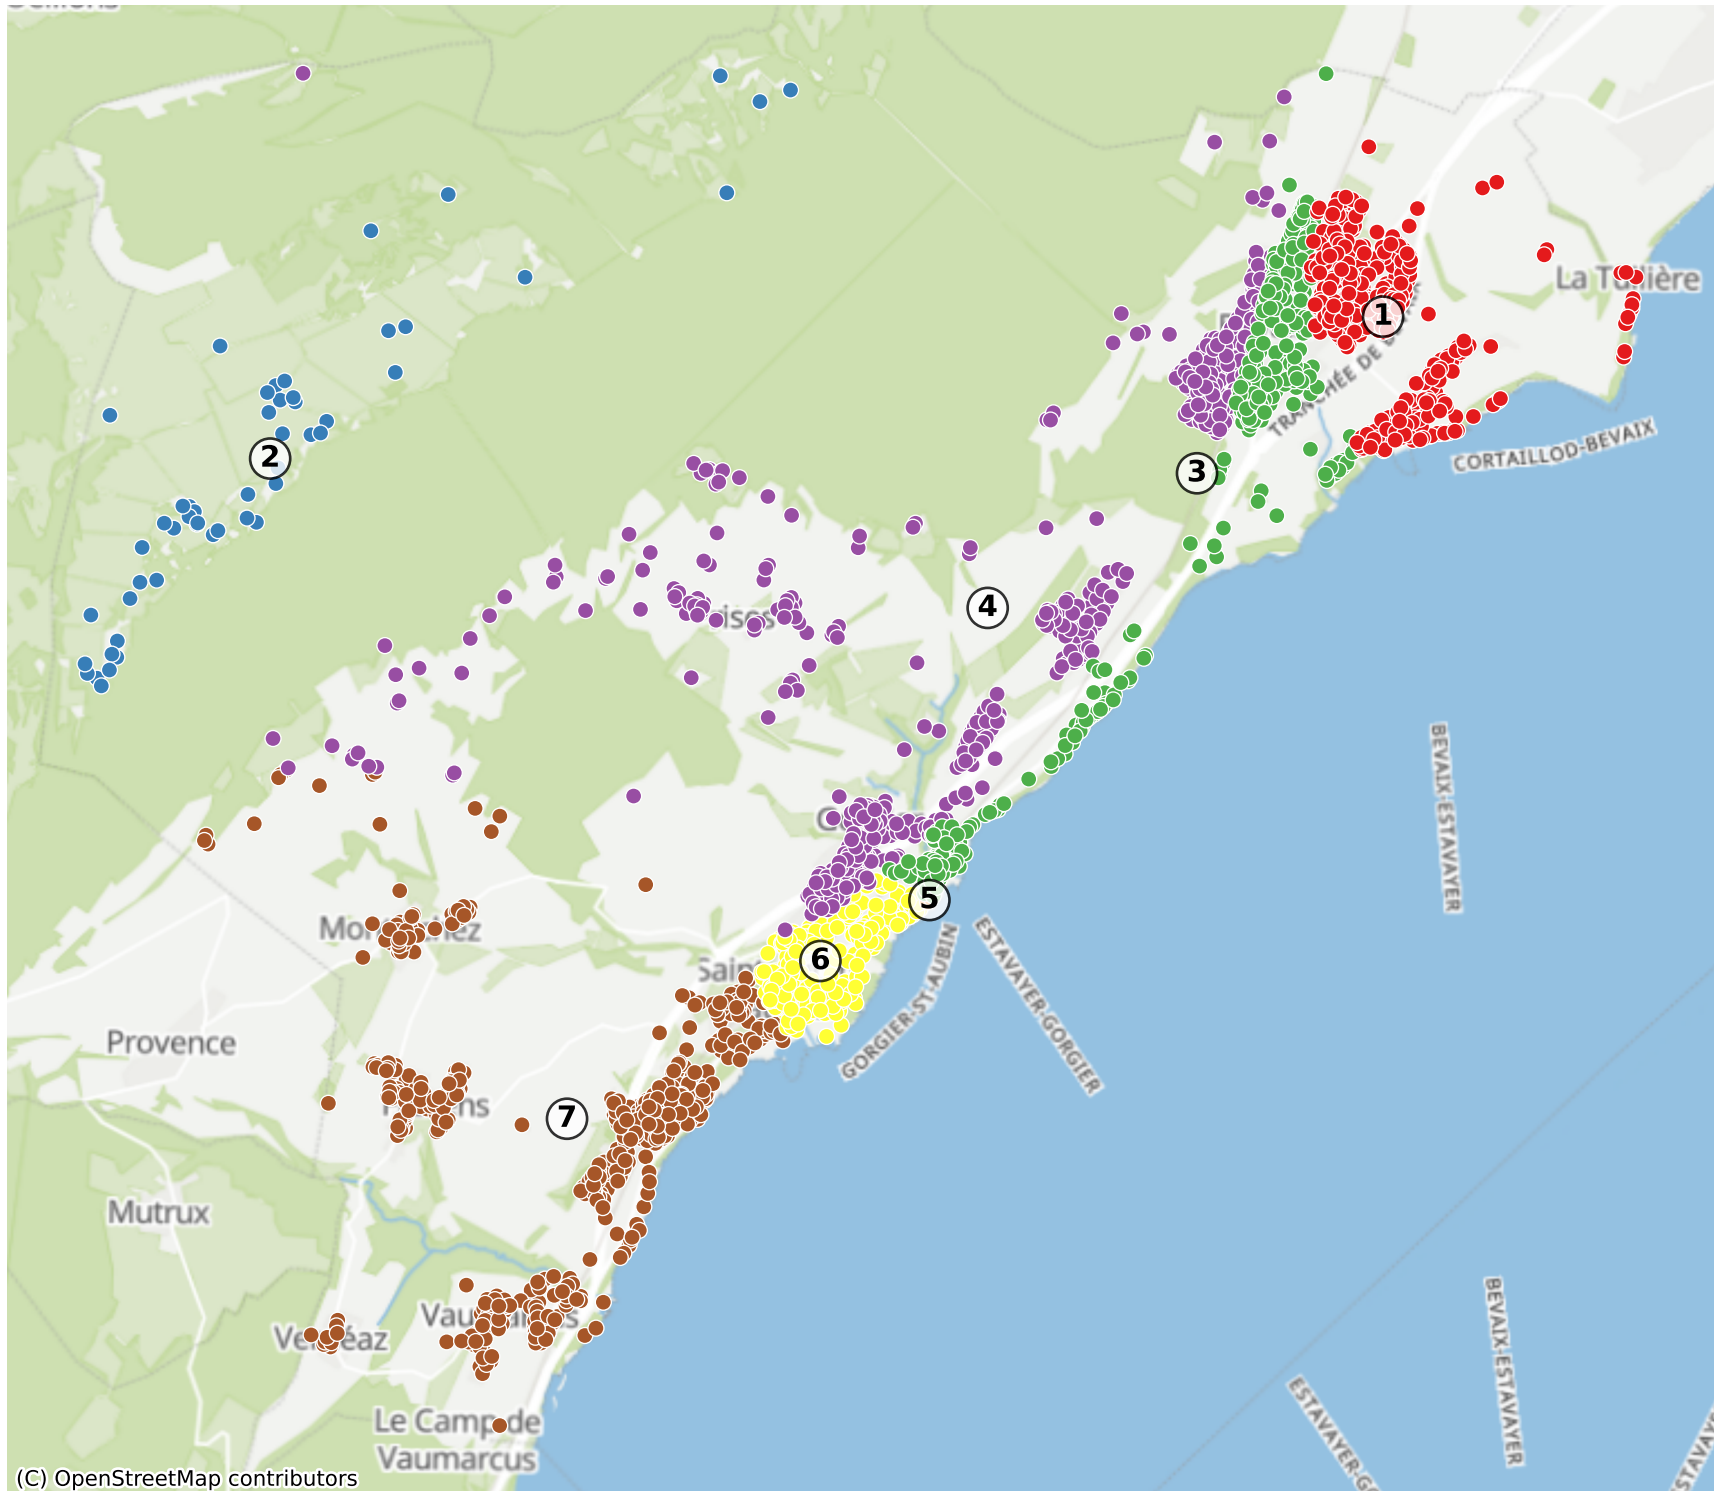 1
La Tuilière
TRANCHÉE DE
2
3
CORTAILLOD-BEVAIX
4
BEVAIX-ESTAVAYER
5
6
GORGIER-ST-AUBIN
ESTAVAYER-GORGIER
Provence
7
Mutrux
BEVAIX-ESTAVAYER
Le Camp de
Vaumarcus
(C) OpenStreetMap contributors